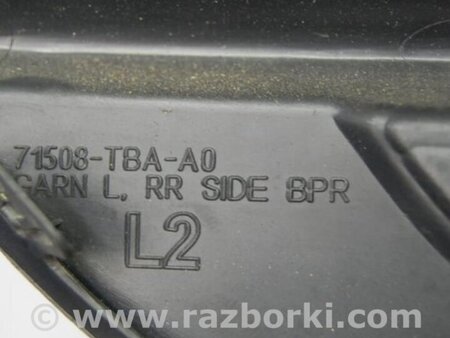 71508-TBA-A0
GARN L, RR SIDE BPR
L2
www.razborki.com